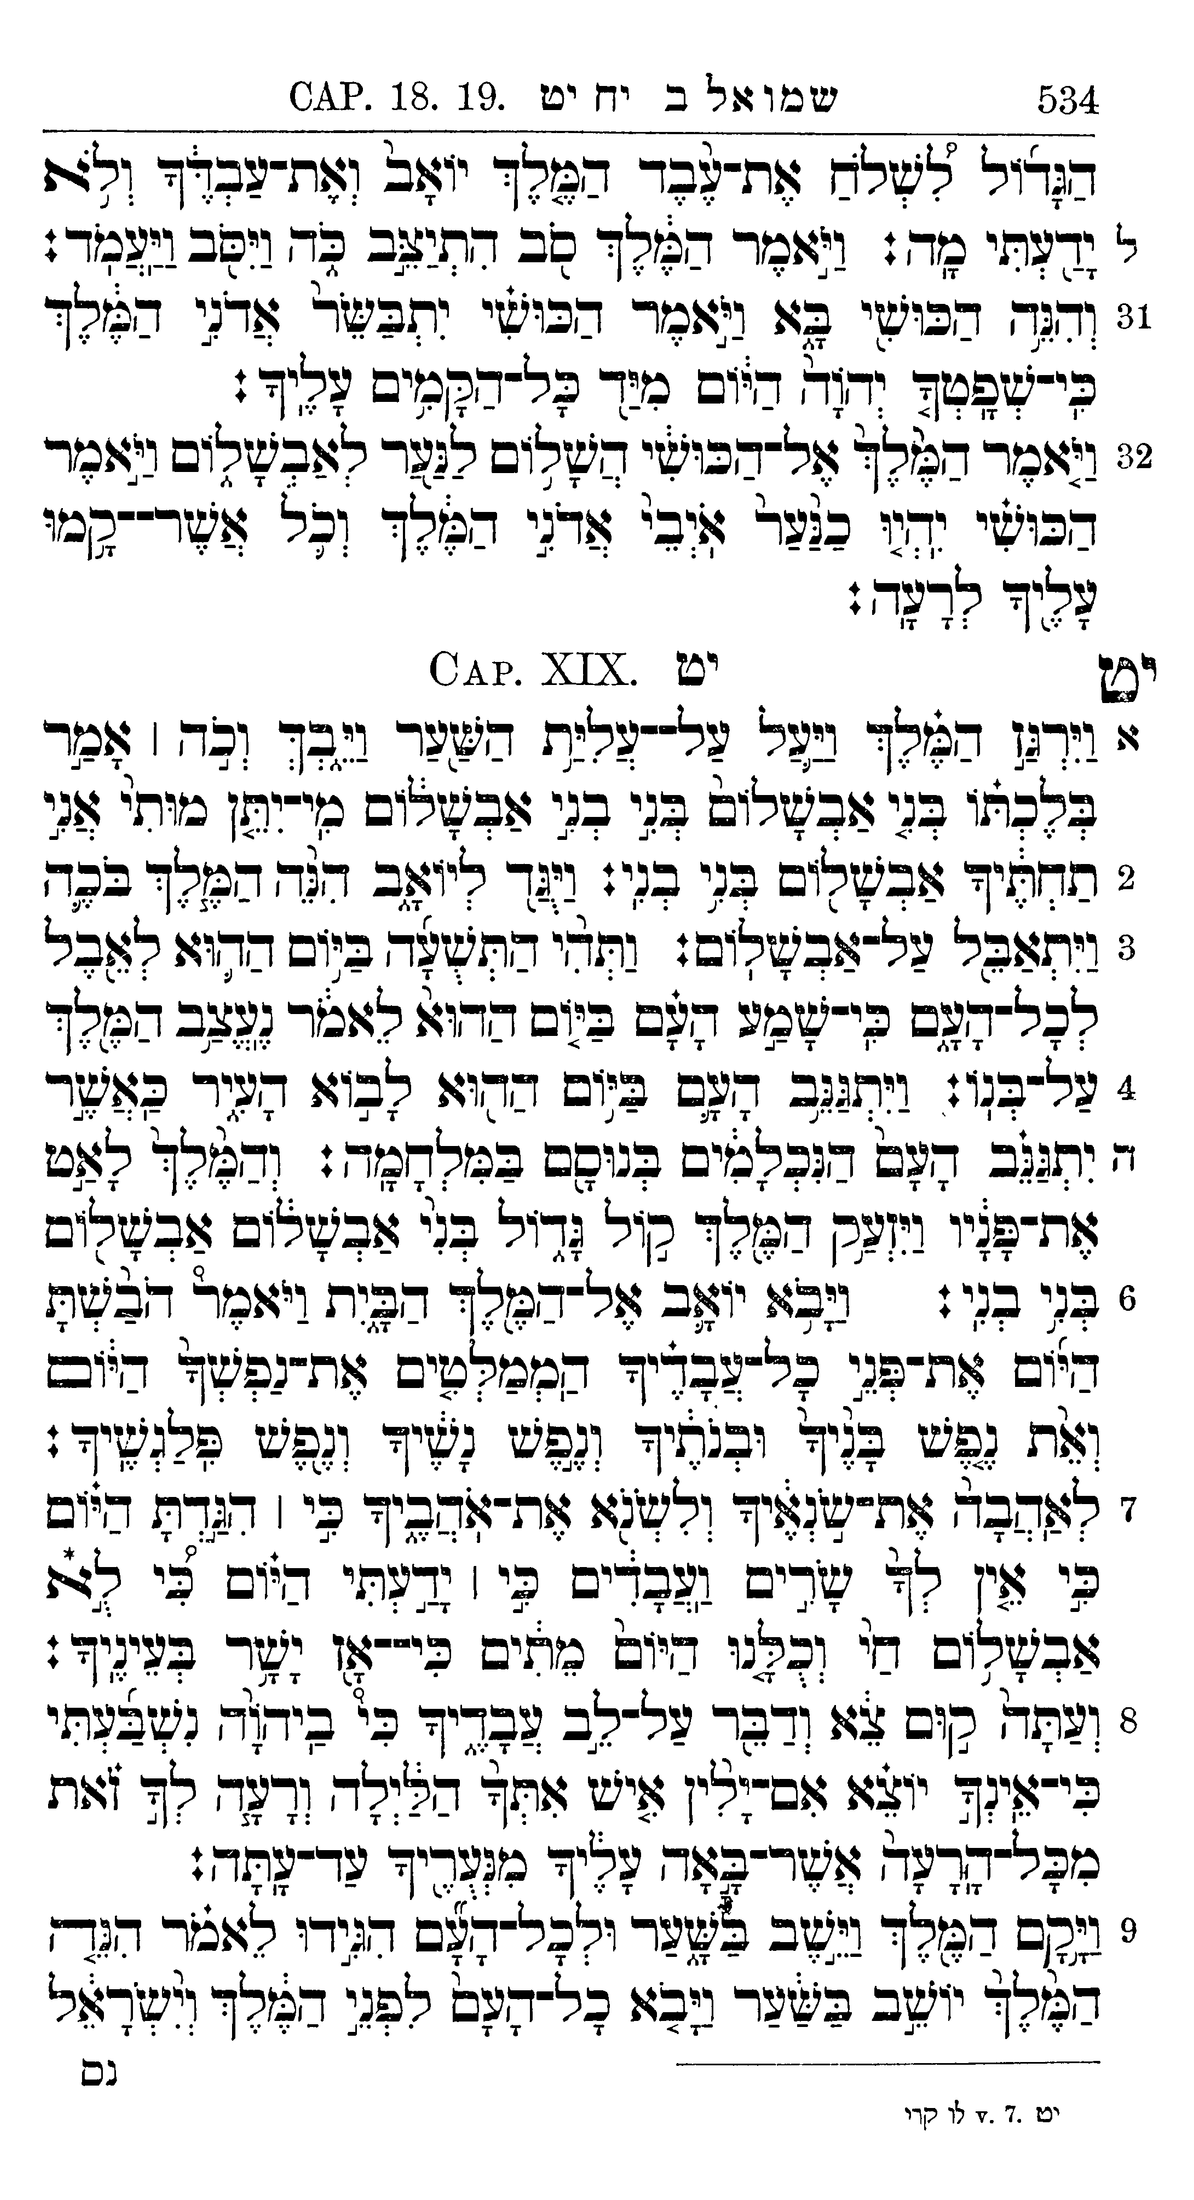 534 שמואל ב יח יט CAP. 18. 19.
הַגָּד֠וֹל לִ֠שְׁלֹחַ אֶת־עֶ֨בֶד הַמֶּ֤לֶךְ יוֹאָב֙ וְאֶת־עַבְדֶּ֔ךָ וְלֹ֥א
ל יָדַ֖עְתִּי מָֽה׃ וַיֹּ֣אמֶר הַמֶּ֔לֶךְ סֹ֖ב הִתְיַצֵּ֣ב כֹּ֑ה וַיִּסֹּ֖ב וַֽיַּעֲמֹֽד׃
31 וְהִנֵּ֥ה הַכּוּשִׁ֖י בָּ֑א וַיֹּ֣אמֶר הַכּוּשִׁ֗י יִתְבַּשֵּׂר֙ אֲדֹנִ֣י הַמֶּ֔לֶךְ
כִּֽי־שְׁפָטְךָ֤ יְהוָֹה֙ הַיּ֔וֹם מִיַּ֖ד כָּל־הַקָּמִ֥ים עָלֶֽיךָ׃
32 וַיֹּ֤אמֶר הַמֶּ֨לֶךְ֙ אֶל־הַכּוּשִׁ֔י הֲשָׁל֥וֹם לַנַּ֖עַר לְאַבְשָׁל֑וֹם וַיֹּ֣אמֶר
הַכּוּשִׁ֗י יִֽהְי֤וּ כַנַּ֨עַר֙ אֹֽיְבֵי֙ אֲדֹנִ֣י הַמֶּ֔לֶךְ וְכֹ֛ל אֲשֶׁר־קָ֥מוּ
עָלֶ֖יךָ לְרָעָֽה׃
יט CAP. XIX. יט
א וַיִּרְגַּ֣ז הַמֶּ֗לֶךְ וַיַּ֛עַל עַל־עֲלִיַּ֥ת הַשַּׁ֖עַר וַיֵּ֑בְךְּ וְכֹ֣ה ׀ אָמַ֣ר
בְּלֶכְתּ֗וֹ בְּנִ֤י אַבְשָׁלוֹם֙ בְּנִ֣י בְנִ֣י אַבְשָׁל֔וֹם מִֽי־יִתֵּ֤ן מוּתִי֙ אֲנִ֣י
2 תַחְתֶּ֔יךָ אַבְשָׁל֖וֹם בְּנִ֥י בְנִֽי׃ וַיֻּגַּ֖ד לְיוֹאָ֑ב הִנֵּ֨ה הַמֶּ֧לֶךְ בֹּכֶ֛ה
3 וַיִּתְאַבֵּ֖ל עַל־אַבְשָׁלֽוֹם׃ וַתְּהִ֨י הַתְּשֻׁעָ֜ה בַּיּ֥וֹם הַה֛וּא לְאֵ֖בֶל
לְכָל־הָעָ֑ם כִּֽי־שָׁמַ֣ע הָעָ֗ם בַּיּ֤וֹם הַהוּא֙ לֵאמֹ֔ר נֶעֱצַ֥ב הַמֶּ֖לֶךְ
4 עַל־בְּנֽוֹ׃ וַיִּתְגַּנֵּ֥ב הָעָ֛ם בַּיּ֥וֹם הַה֖וּא לָב֣וֹא הָעִ֑יר כַּאֲשֶׁ֣ר
ה יִתְגַּנֵּ֗ב הָעָם֙ הַנִּכְלָמִ֔ים בְּנוּסָ֖ם בַּמִּלְחָמָֽה׃ וְהַמֶּ֨לֶךְ֙ לָאַ֣ט
אֶת־פָּנָ֔יו וַיִּזְעַ֥ק הַמֶּ֖לֶךְ ק֣וֹל גָּד֑וֹל בְּנִי֙ אַבְשָׁל֔וֹם אַבְשָׁל֖וֹם
6 בְּנִ֥י בְנִֽי׃ וַיָּבֹ֥א יוֹאָ֛ב אֶל־הַמֶּ֖לֶךְ הַבָּ֑יִת וַיֹּאמֶר֩ הֹבַ֨שְׁתָּ
הַיּ֜וֹם אֶת־פְּנֵ֣י כָל־עֲבָדֶ֗יךָ הַֽמְמַלְּטִ֤ים אֶֽת־נַפְשְׁךָ֙ הַיּ֔וֹם
וְאֵ֨ת נֶ֤פֶשׁ בָּנֶ֨יךָ֙ וּבְנֹתֶ֔יךָ וְנֶ֣פֶשׁ נָשֶׁ֔יךָ וְנֶ֖פֶשׁ פִּֽלַגְשֶֽׁיךָ׃
7 לְאַֽהֲבָה֙ אֶת־שֹׂ֣נְאֶ֔יךָ וְלִשְׂנֹ֖א אֶת־אֹֽהֲבֶ֑יךָ כִּ֣י ׀ הִגַּ֣דְתָּ הַיּ֗וֹם
כִּ֣י אֵ֤ין לְךָ֙ שָׂרִ֣ים וַעֲבָדִ֔ים כִּ֣י ׀ יָדַ֣עְתִּי הַיּ֗וֹם כִּ֠י לֻ֣א*
אַבְשָׁל֥וֹם חַי֙ וְכֻלָּ֤נוּ הַיּוֹם֙ מֵתִ֔ים כִּי־אָ֖ז יָשָׁ֥ר בְּעֵינֶֽיךָ׃
8 וְעַתָּה֙ ק֣וּם צֵ֔א וְדַבֵּ֖ר עַל־לֵ֣ב עֲבָדֶ֑יךָ כִּי֩ בַיהוָֹ֨ה נִשְׁבַּ֜עְתִּי
כִּי־אֵינְךָ֣ יוֹצֵ֗א אִם־יָלִ֨ין אִ֤ישׁ אִתְּךָ֙ הַלַּ֔יְלָה וְרָעָ֧ה לְךָ֣ זֹ֗את
מִכָּל־הָֽרָעָה֙ אֲשֶׁר־בָּ֣אָה עָלֶ֔יךָ מִנְּעֻרֶ֖יךָ עַד־עָֽתָּה׃
9 וַיָּ֥קָם הַמֶּ֖לֶךְ וַיֵּ֣שֶׁב בַּשָּׁ֑עַר וּֽלְכָל־הָעָ֞ם הִגִּ֣ידוּ לֵאמֹ֗ר הִנֵּ֤ה
הַמֶּ֨לֶךְ֙ יוֹשֵׁ֣ב בַּשַּׁ֔עַר וַיָּבֹ֤א כָל־הָעָם֙ לִפְנֵ֣י הַמֶּ֔לֶךְ וְיִ֨שְׂרָאֵ֔ל
גם
יט v. 7. לו קרי